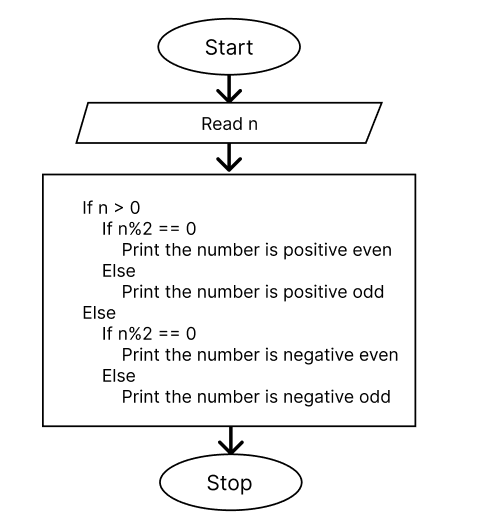 Start
Read n
If n > 0
If n%2 == 0
Print the number is positive even
Else
Print the number is positive odd
Else
If n%2 == 0
Print the number is negative even
Else
Print the number is negative odd
Stop